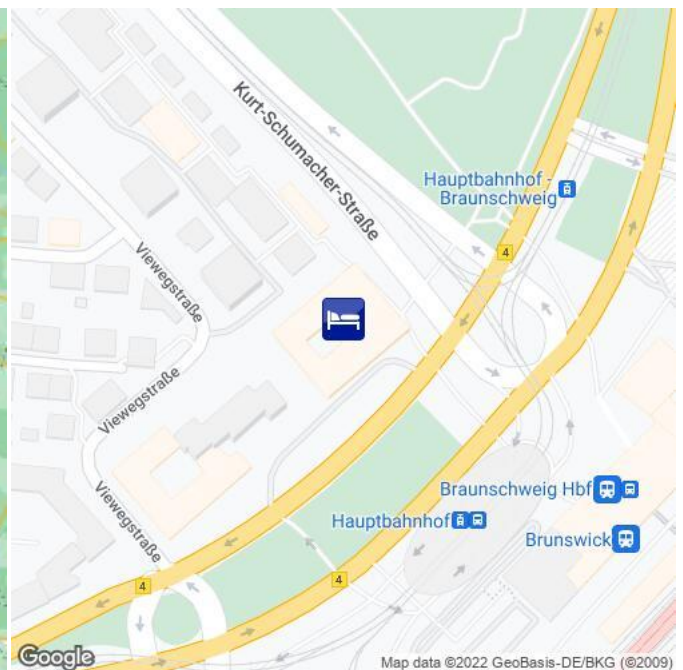 Kurt-Schumacher-Straße
Hauptbahnhof -
Braunschweig
4
Viewegstraße
Viewegstraße
Viewegstraße
Braunschweig Hbf
Hauptbahnhof
Brunswick
4
4
Google
Map data ©2022 GeoBasis-DE/BKG (©2009)